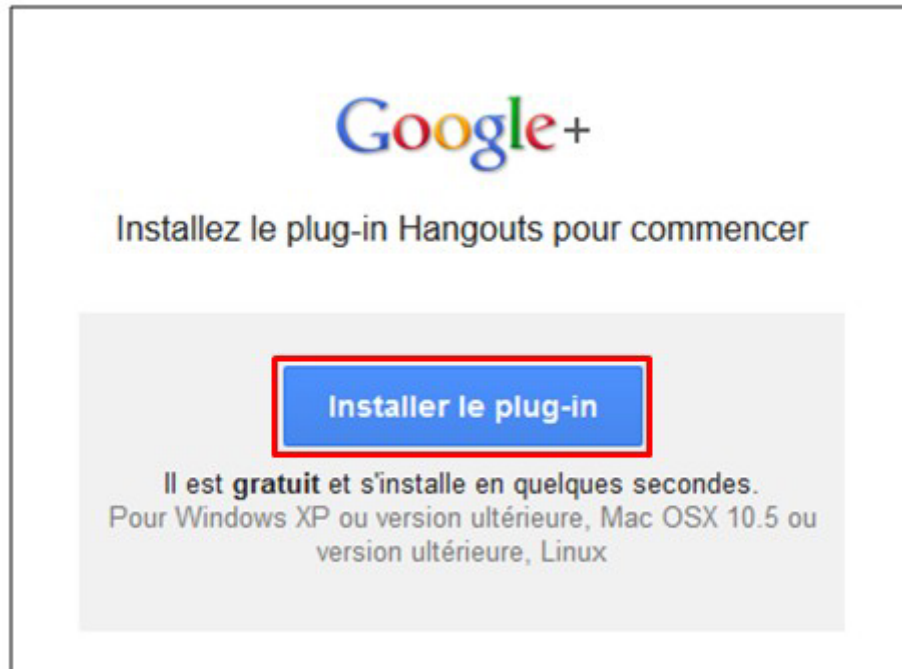 Google+
Installez le plug-in Hangouts pour commencer
Installer le plug-in
Il est gratuit et s'installe en quelques secondes.
Pour Windows XP ou version ultérieure, Mac OSX 10.5 ou
version ultérieure, Linux